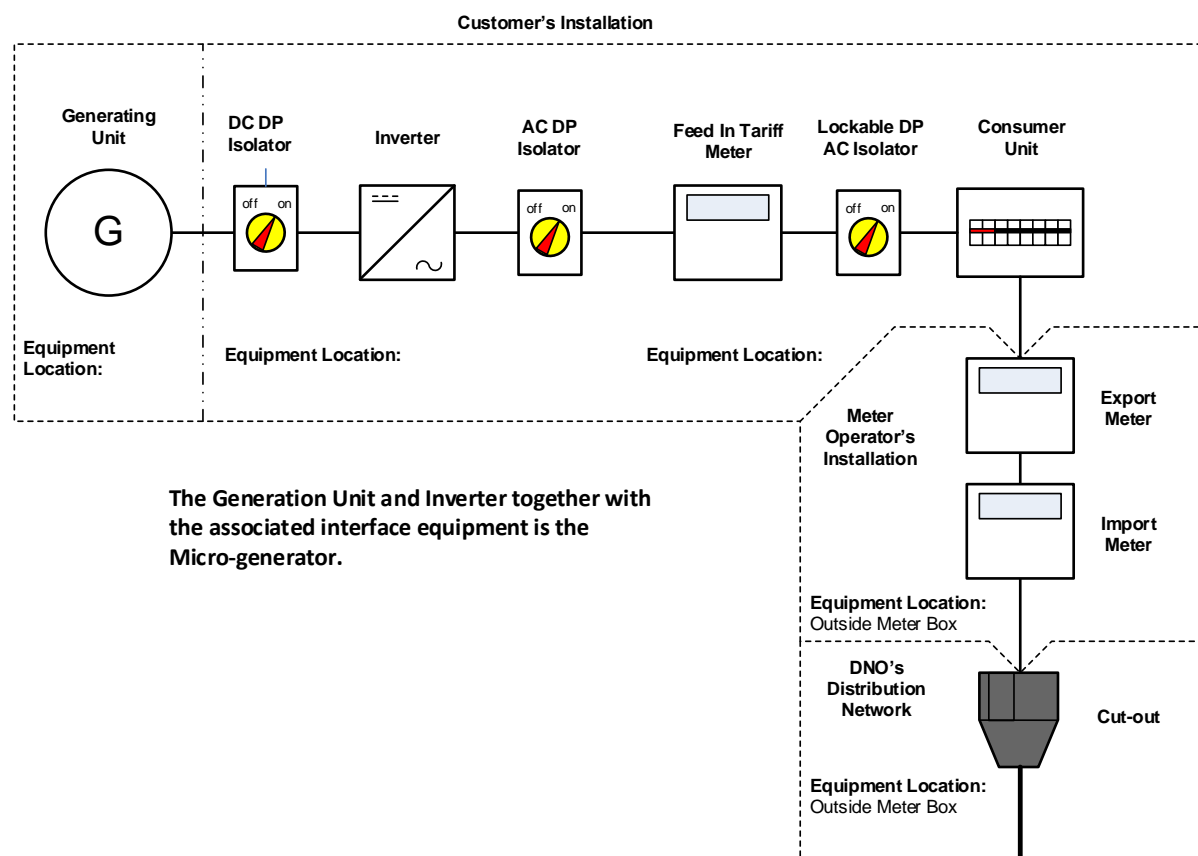 Customer’s Installation
Generating
Unit
DC DP
Isolator
Inverter
AC DP
Isolator
Feed In Tariff
Meter
Lockable DP
AC Isolator
Consumer
Unit
G
off on
off on
off on
Equipment
Location:
Equipment Location:
Equipment Location:
Meter
Operator’s
Installation
Export
Meter
Import
Meter
The Generation Unit and Inverter together with
the associated interface equipment is the
Micro-generator.
Equipment Location:
Outside Meter Box
DNO’s
Distribution
Network
Cut-out
Equipment Location:
Outside Meter Box